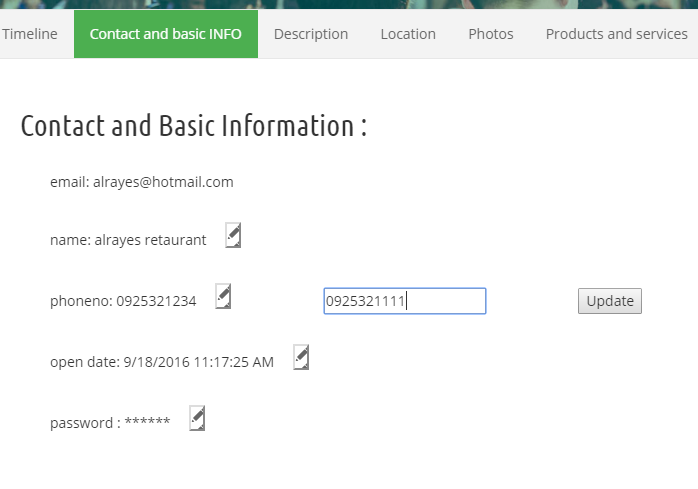 Timeline Contact and basic INFO Description Location Photos Products and services
Contact and Basic Information :
email: alrayes@hotmail.com
name: alrayes retaurant
phoneno: 0925321234 0925321111 Update
open date: 9/18/2016 11:17:25 AM
password : ******